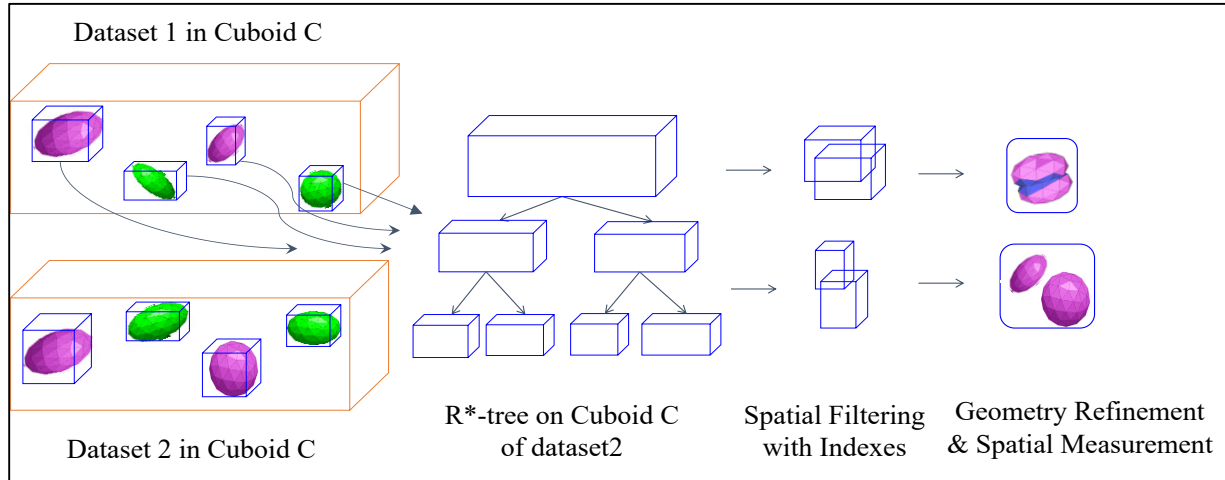 Dataset 1 in Cuboid C
Dataset 2 in Cuboid C
R*-tree on Cuboid C
of dataset2
Spatial Filtering
with Indexes
Geometry Refinement
& Spatial Measurement